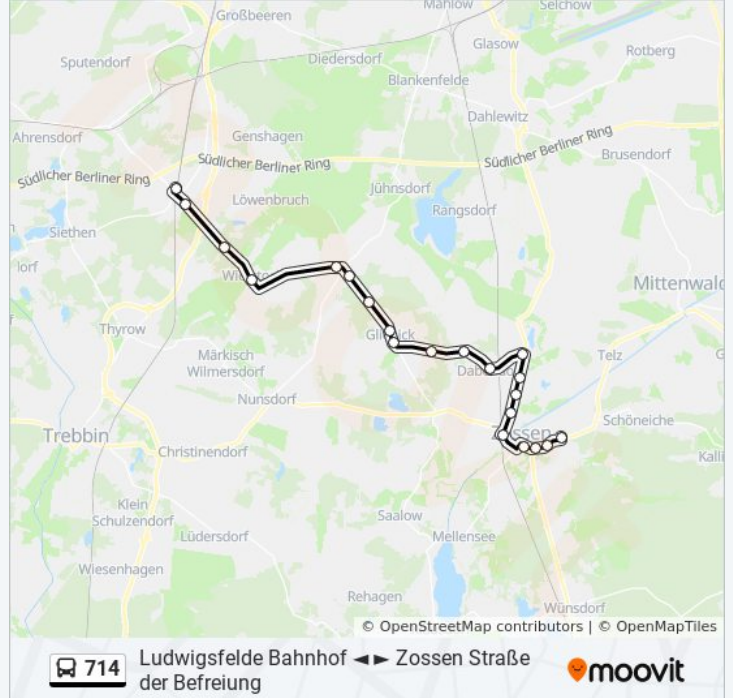 Großbeeren
Mahlow
Selchow
Glasow
Rotberg
Sputendorf
Diedersdorf
Blankenfelde
Dahlewitz
Ahrensdorf
Genshagen
Südlicher Berliner Ring
Südlicher Berliner Ring
Brusendorf
Südlicher Berliner Ring
Jühnsdorf
Löwenbruch
Rangsdorf
Siethen
Mittenwald
Thyrow
Märkisch
Wilmersdorf
Telz
Nunsdorf
Schöneiche
Trebbin
Christinendorf
Klein
Schulzendorf
Saalow
Lüdersdorf
Mellensee
Wiesenhagen
Rehagen
Wünsdorf
© OpenStreetMap contributors | © OpenMapTiles
714
Ludwigsfelde Bahnhof ◄ ► Zossen Straße
der Befreiung
moovit